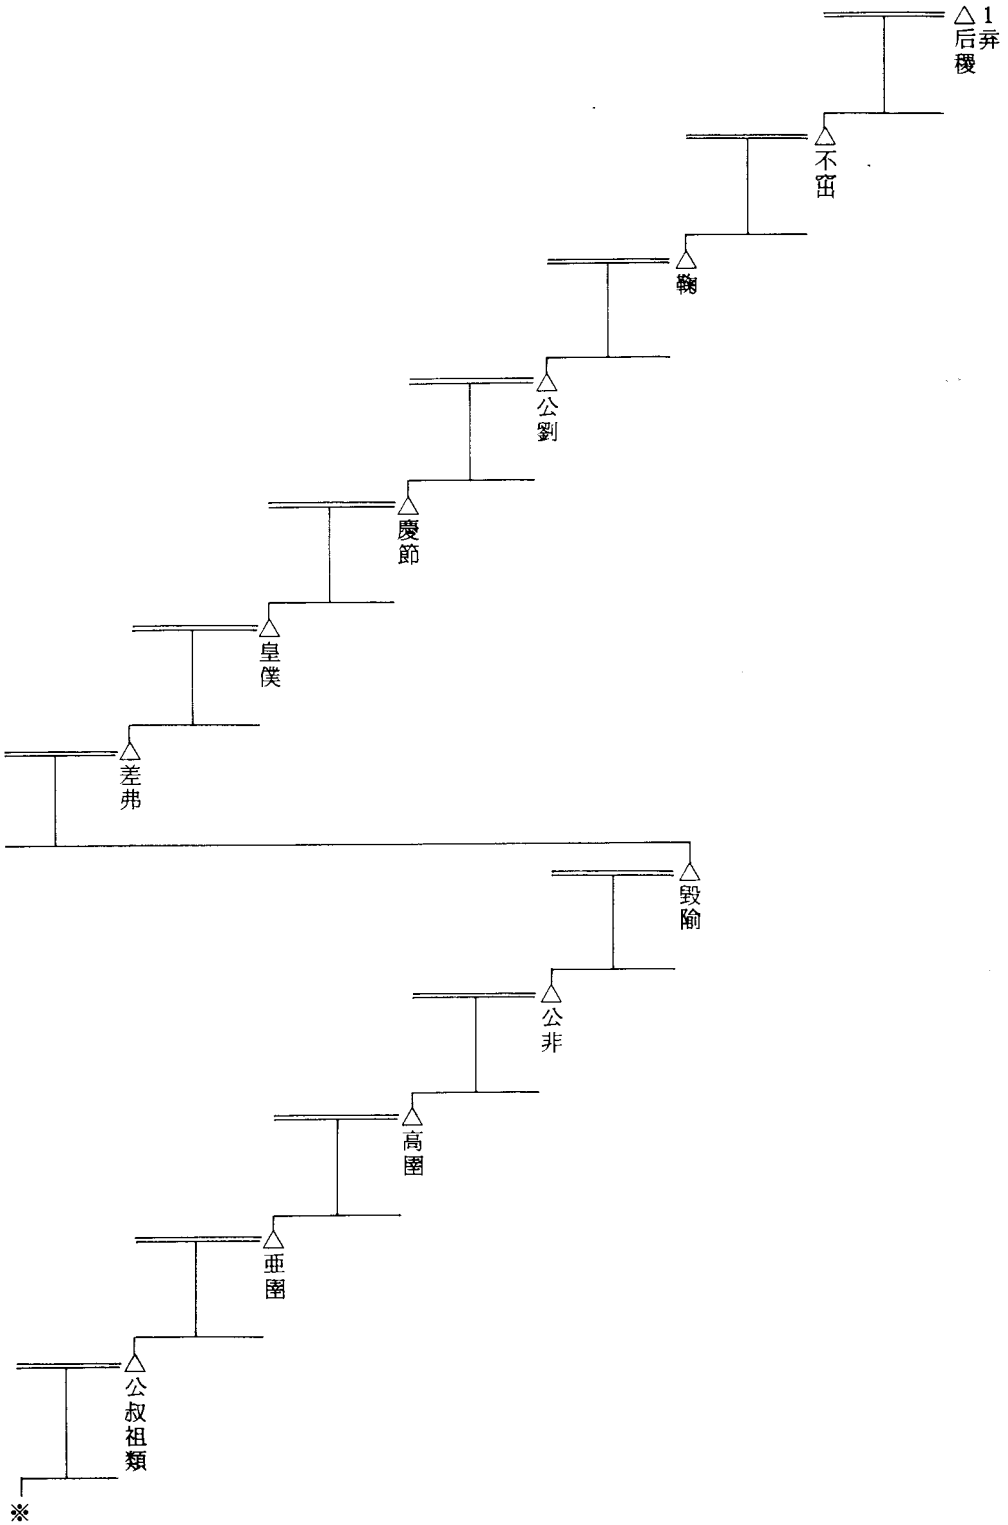 1弃
后稷
不窋
鞠
公劉
慶節
皇僕
差弗
毀隃
公非
高圉
亜圉
公叔祖類
※